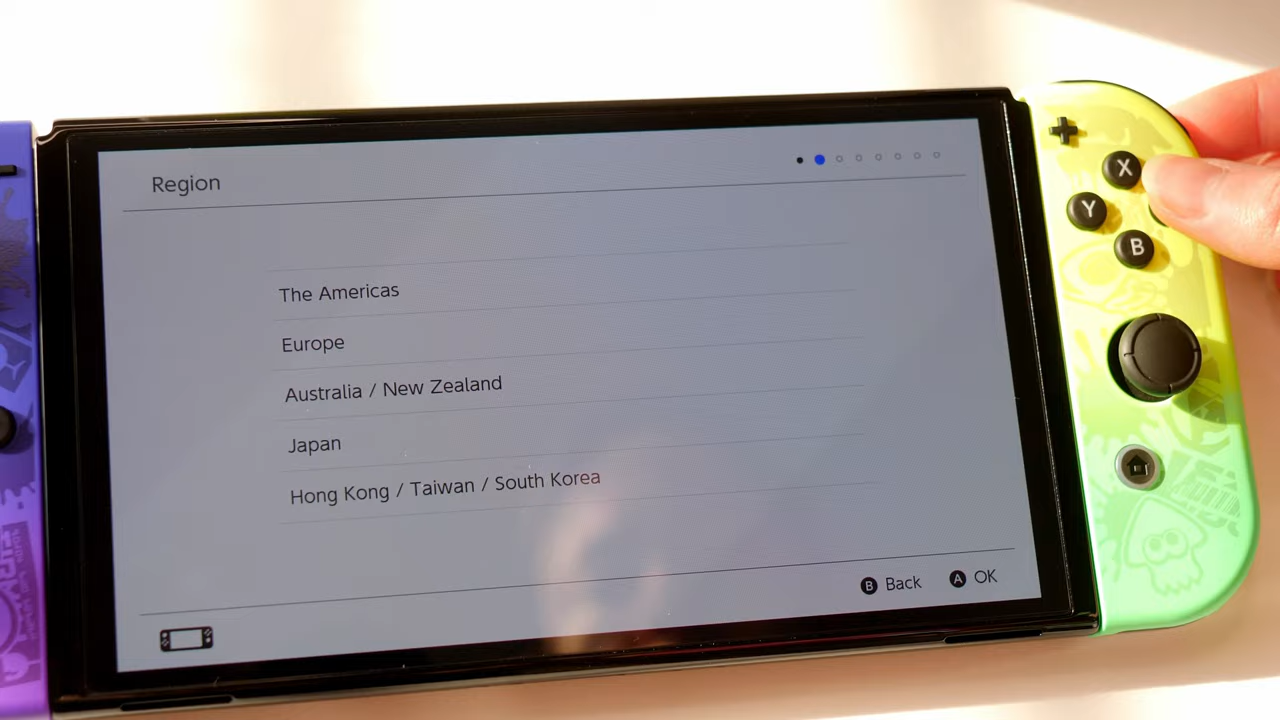 Region
The Americas
Europe
Australia / New Zealand
Japan
Hong Kong / Taiwan / South Korea
B Back A OK
X
Y
B